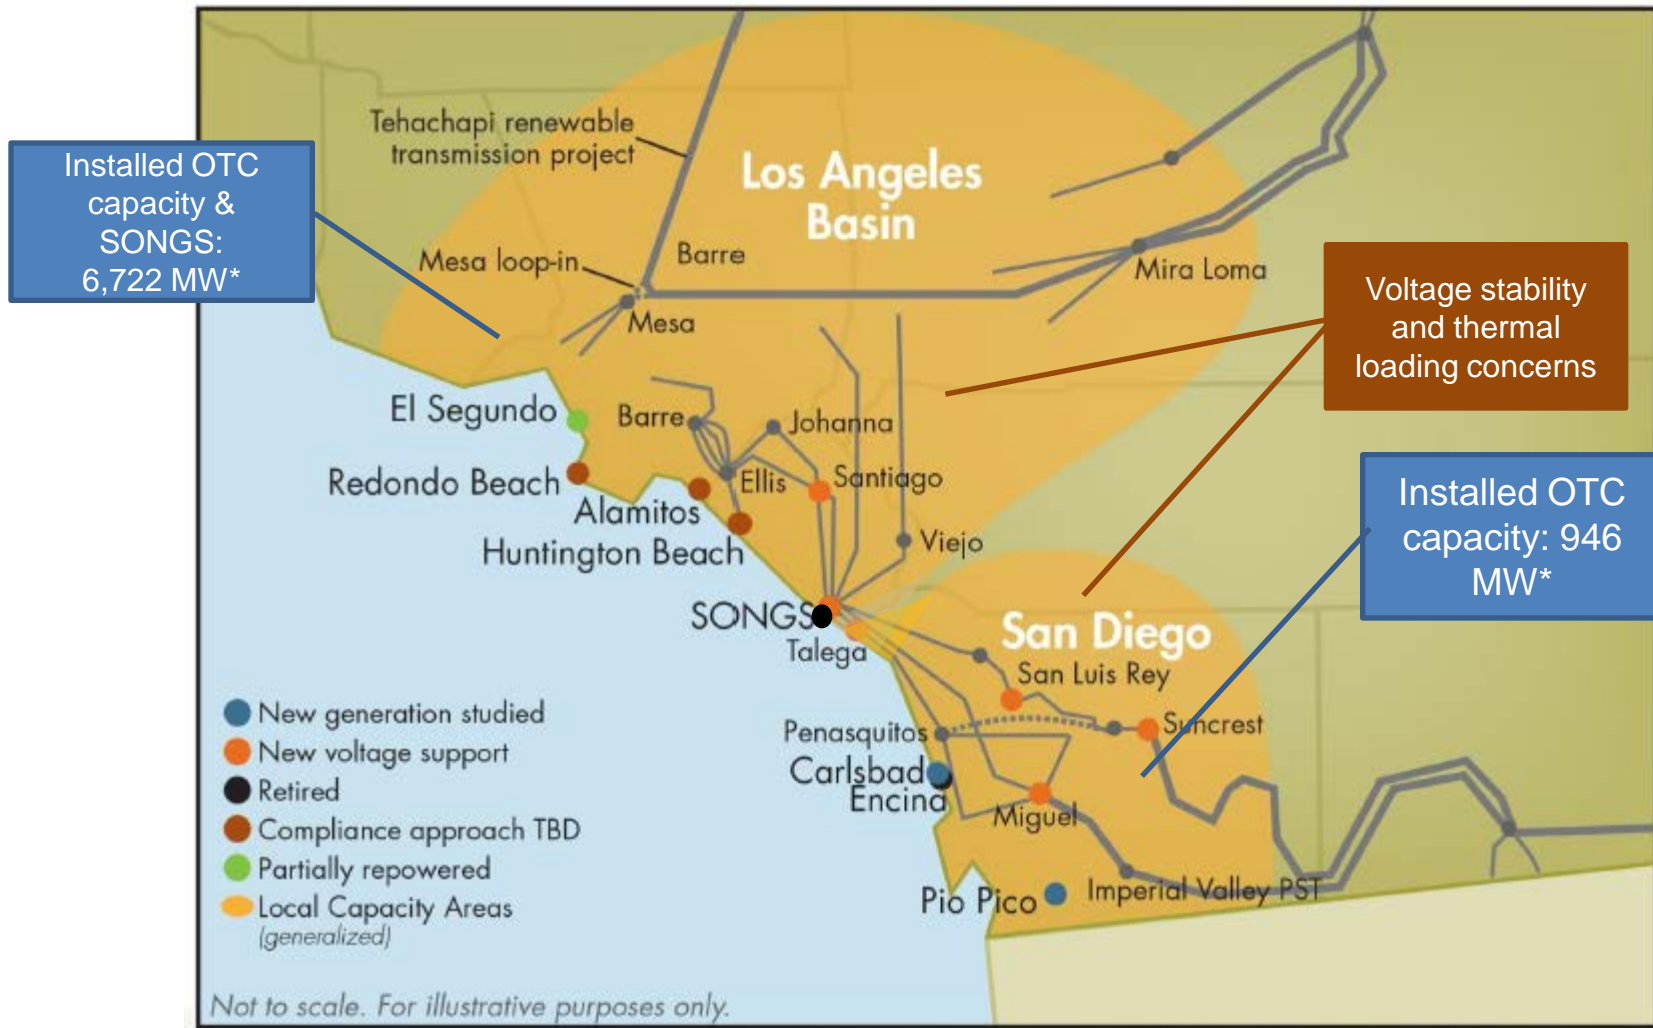 Tehachapi renewable
transmission project
Installed OTC
capacity &
SONGS:
6,722 MW*
Los Angeles
Basin
Mesa loop-in
Barre
Mira Loma
Mesa
Voltage stability
and thermal
loading concerns
El Segundo
Barre
Johanna
Redondo Beach
Ellis
Santiago
Alamitos
Huntington Beach
Viejo
Installed OTC
capacity: 946
MW*
SONGS
Talega
San Diego
San Luis Rey
Penasquitos
Suncrest
Carlsbad
Encina
Miguel
Pio Pico
Imperial Valley PST
New generation studied
New voltage support
Retired
Compliance approach TBD
Partially repowered
Local Capacity Areas
(generalized)
Not to scale. For illustrative purposes only.